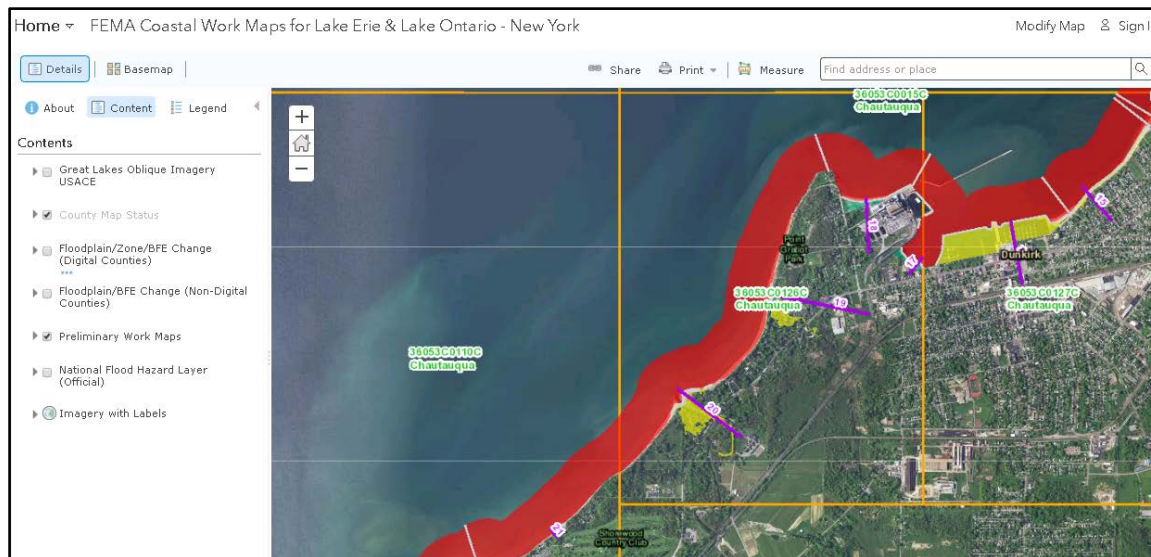 Home FEMA Coastal Work Maps for Lake Erie & Lake Ontario - New York
Modify Map
Sign I
Details
Basemap
Share
Print
Measure
Find address or place
About
Content
Legend
Contents
Great Lakes Oblique Imagery
USACE
County Map Status
Floodplain/Zone/BFE Change
(Digital Counties)
Floodplain/BFE Change (Non-Digital
Counties)
Preliminary Work Maps
National Flood Hazard Layer
(Official)
Imagery with Labels
+
−
36053C0015C
Chautauqua
15
18
Point
Gratiot
Park
17
Dunkirk
36053C0126C
Chautauqua
19
36053C0127C
Chautauqua
36053C0110C
Chautauqua
20
21
Shorewood
Country Club